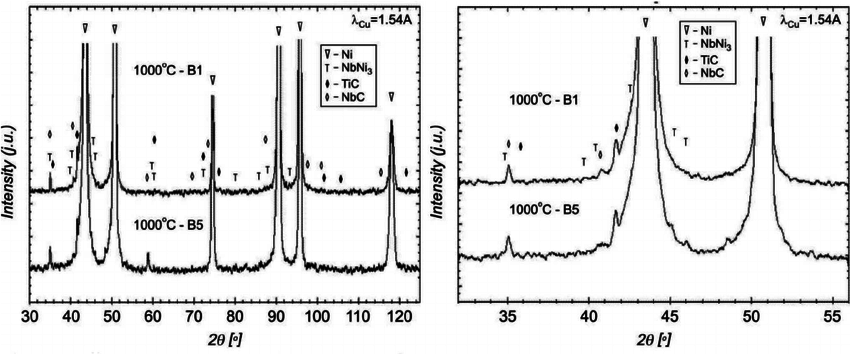 λCu=1.54A
▽ – Ni
T – NbNi3
♦ – TiC
◊ – NbC
1000°C - B1
1000°C - B5
Intensity (j.u.)
30 40 50 60 70 80 90 100 110 120
2θ [°]
λCu=1.54A
▽ – Ni
T – NbNi3
♦ – TiC
◊ – NbC
1000°C - B1
1000°C - B5
Intensity (j.u.)
35 40 45 50 55
2θ [°]